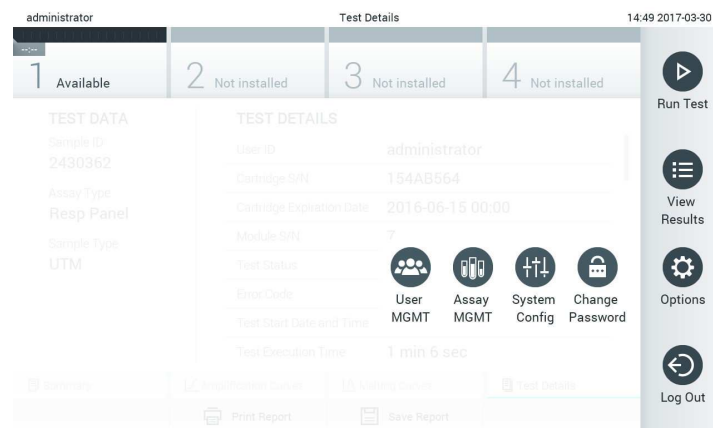 administrator
Test Details
14:49 2017-03-30
--:--
1 Available
2 Not installed
3 Not installed
4 Not installed
Run Test
View Results
Options
Log Out
TEST DATA
Sample ID
2430362
Assay Type
Resp Panel
Sample Type
UTM
TEST DETAILS
User ID administrator
Cartridge S/N 154AB564
Cartridge Expiration Date 2016-06-15 00:00
Module S/N 7
Test Status
Error Code
Test Start Date and Time
Test Execution Time 1 min 6 sec
User MGMT
Assay MGMT
System Config
Change Password
Summary
Amplification Curves
Melting Curves
Test Details
Print Report
Save Report